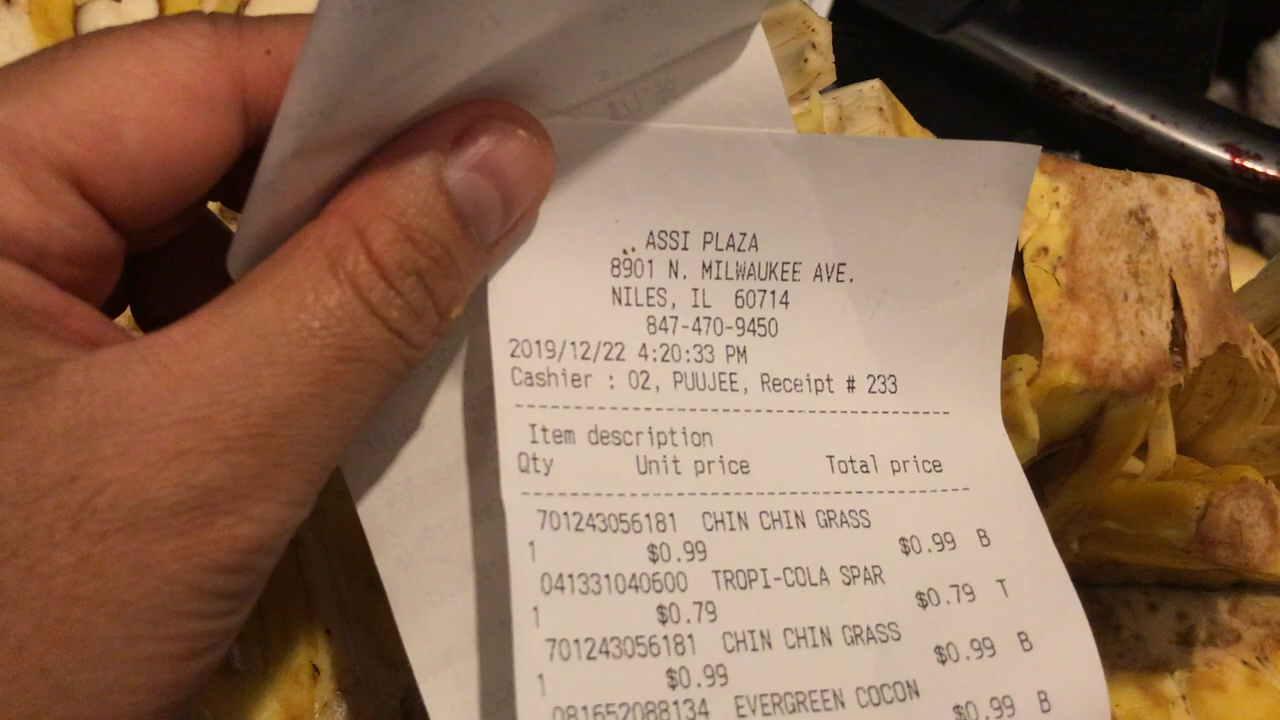 ASSI PLAZA
8901 N. MILWAUKEE AVE.
NILES, IL 60714
847-470-9450
2019/12/22 4:20:33 PM
Cashier : 02, PUUJEE, Receipt # 233
Item description
Qty Unit price Total price
701243056181 CHIN CHIN GRASS
1 $0.99 $0.99 B
041331040600 TROPI-COLA SPAR
1 $0.79 $0.79 T
701243056181 CHIN CHIN GRASS
1 $0.99 $0.99 B
081652088134 EVERGREEN COCON
$0.99 B